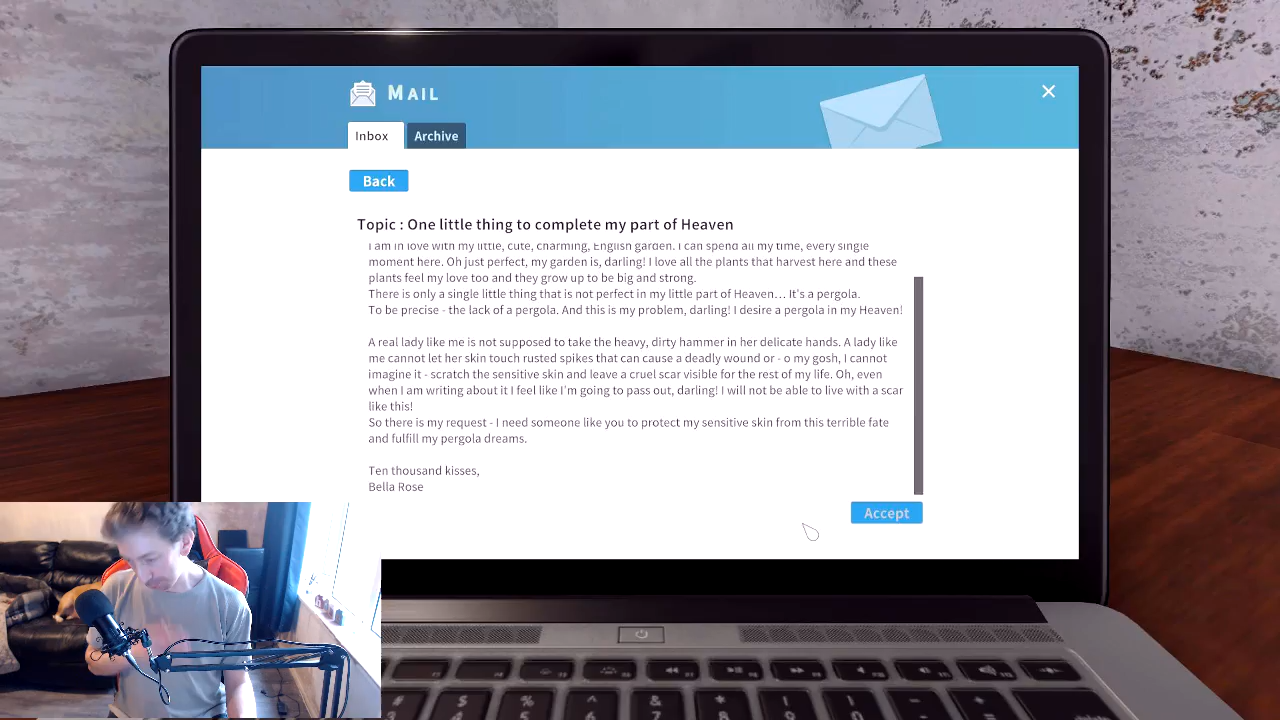 MAIL
Inbox
Archive
Back
Topic : One little thing to complete my part of Heaven
I am in love with my little, cute, charming, English garden. I can spend all my time, every single
moment here. Oh just perfect, my garden is, darling! I love all the plants that harvest here and these
plants feel my love too and they grow up to be big and strong.
There is only a single little thing that is not perfect in my little part of Heaven... It's a pergola.
To be precise - the lack of a pergola. And this is my problem, darling! I desire a pergola in my Heaven!
A real lady like me is not supposed to take the heavy, dirty hammer in her delicate hands. A lady like
me cannot let her skin touch rusted spikes that can cause a deadly wound or - o my gosh, I cannot
imagine it - scratch the sensitive skin and leave a cruel scar visible for the rest of my life. Oh, even
when I am writing about it I feel like I'm going to pass out, darling! I will not be able to live with a scar
like this!
So there is my request - I need someone like you to protect my sensitive skin from this terrible fate
and fulfill my pergola dreams.
Ten thousand kisses,
Bella Rose
Accept
# $ % ^ & * ( ) _ +
3 4 5 6 7 8 9 0